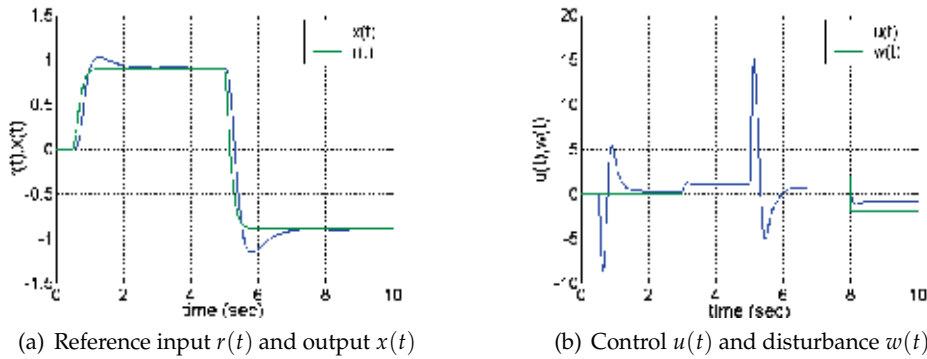 x(t)
r(t)
1.5
1
0.5
0
-0.5
-1
-1.5
r(t),x(t)
0 2 4 6 8 10
time (sec)
u(t)
w(t)
20
15
10
5
0
-5
-10
u(t),w(t)
0 2 4 6 8 10
time (sec)
(a) Reference input r(t) and output x(t)
(b) Control u(t) and disturbance w(t)